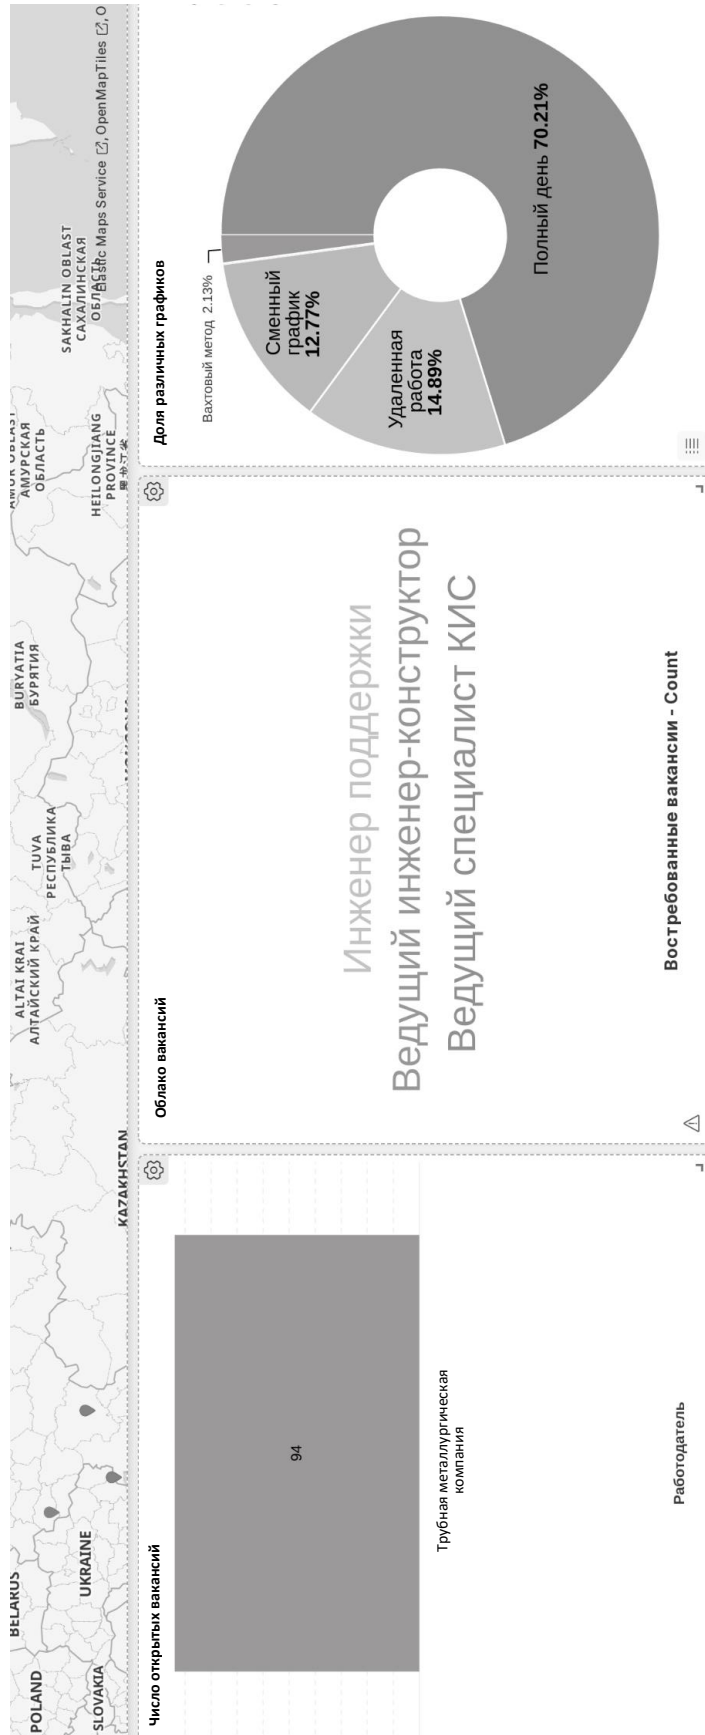 POLAND
BELARUS
SLOVAKIA
UKRAINE
KAZAKHSTAN
ALTAI KRAI
АЛТАЙСКИЙ КРАЙ
TUVA
РЕСПУБЛИКА
ТЫВА
BURYATIA
БУРЯТИЯ
АМУРСКАЯ
ОБЛАСТЬ
HEILONGJIANG
PROVINCE
SAKHALIN OBLAST
САХАЛИНСКАЯ
ОБЛАСТЬ
Elastic Maps Service, OpenMapTiles, O
Число открытых вакансий
94
Трубная металлургическая
компания
Работодатель
Облако вакансий
Инженер поддержки
Ведущий инженер-конструктор
Ведущий специалист КИС
Востребованные вакансии - Count
Доля различных графиков
Вахтовый метод 2.13%
Сменный
график
12.77%
Удаленная
работа
14.89%
Полный день 70.21%